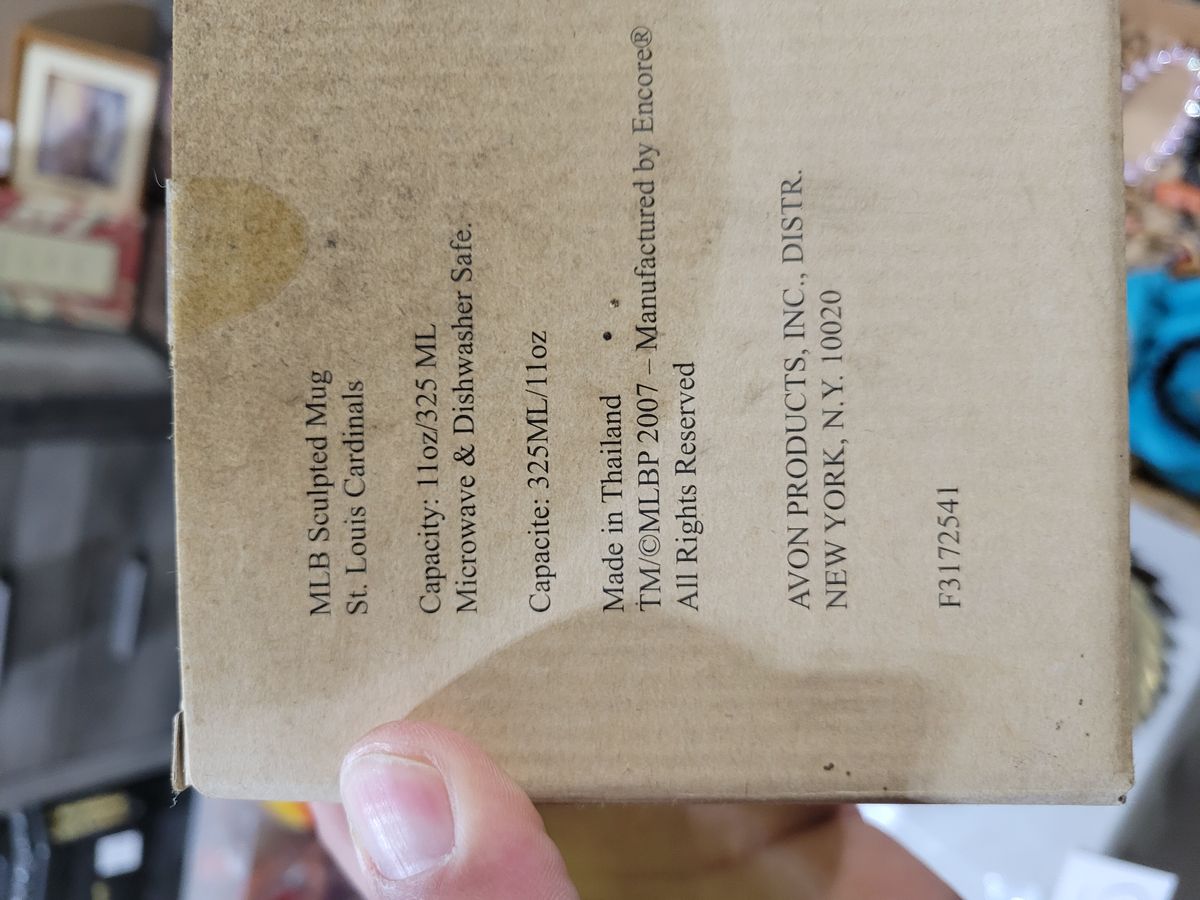 MLB Sculpted Mug
St. Louis Cardinals
Capacity: 11oz/325 ML
Microwave & Dishwasher Safe.
Capacite: 325ML/11oz
Made in Thailand
TM/©MLBP 2007 – Manufactured by Encore®
All Rights Reserved
AVON PRODUCTS, INC., DISTR.
NEW YORK, N.Y. 10020
F3172541